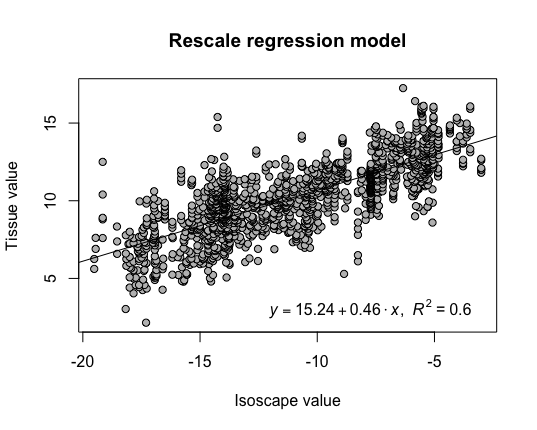 Rescale regression model
Tissue value
15
10
5
y = 15.24 + 0.46 · x,  R² = 0.6
-20
-15
-10
-5
Isoscape value